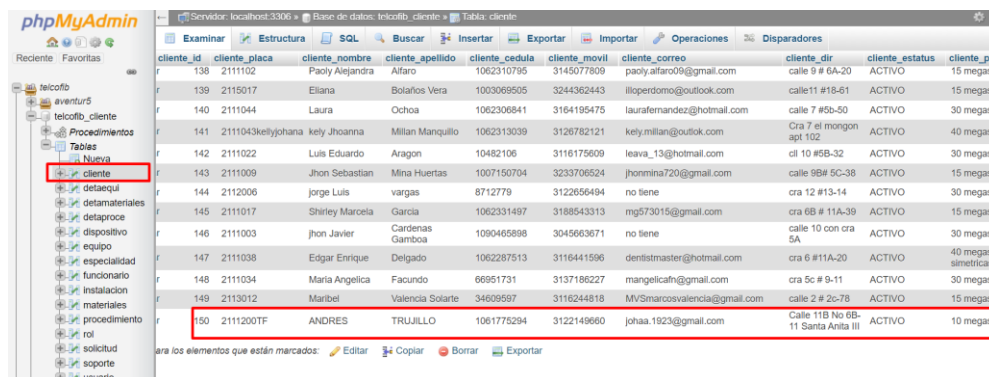 phpMyAdmin
Reciente Favoritas
telcofib
aventur5
telcofib_cliente
Procedimientos
Tablas
Nueva
cliente
detaequi
detamateriales
detaproce
dispositivo
equipo
especialidad
funcionario
instalacion
materiales
procedimiento
rol
solicitud
soporte
usuario
Servidor: localhost:3306 » Base de datos: telcofib_cliente » Tabla: cliente
Examinar Estructura SQL Buscar Insertar Exportar Importar Operaciones Disparadores
cliente_id cliente_placa cliente_nombre cliente_apellido cliente_cedula cliente_movil cliente_correo cliente_dir cliente_estatus cliente_p
r 138 2111102 Paoly Alejandra Alfaro 1062310795 3145077809 paoly.alfaro09@gmail.com calle 9 # 6A-20 ACTIVO 15 megas
r 139 2115017 Eliana Bolaños Vera 1003069505 3244362443 illoperdomo@outlook.com calle11 #18-61 ACTIVO 15 megas
r 140 2111044 Laura Ochoa 1062306841 3164195475 laurafernandez@hotmail.com calle 7 #5b-50 ACTIVO 30 megas
r 141 2111043kellyjohana kely Jhoanna Millan Manquillo 1062313039 3126782121 kely.millan@outlok.com Cra 7 el mongon
apt 102 ACTIVO 40 megas
r 142 2111022 Luis Eduardo Aragon 10482106 3116175609 leava_13@hotmail.com cll 10 #5B-32 ACTIVO 30 megas
r 143 2111009 Jhon Sebastian Mina Huertas 1007150704 3233706524 jhonmina720@gmail.com calle 9B# 5C-38 ACTIVO 15 megas
r 144 2112006 jorge Luis vargas 8712779 3122656494 no tiene cra 12 #13-14 ACTIVO 30 megas
r 145 2111017 Shirley Marcela Garcia 1062331497 3188543313 mg573015@gmail.com cra 6B # 11A-39 ACTIVO 15 megas
r 146 2111003 jhon Javier Cardenas
Gamboa 1090465898 3045663671 no tiene calle 10 con cra
5A ACTIVO 30 megas
r 147 2111038 Edgar Enrique Delgado 1062287513 3116441596 dentistmaster@hotmail.com cra 6 #11A-20 ACTIVO 40 megas
simetrica
r 148 2111034 Maria Angelica Facundo 66951731 3137186227 mangelicafn@gmail.com cra 5c # 9-11 ACTIVO 30 megas
r 149 2113012 Maribel Valencia Solarte 34609597 3116244818 MVSmarcosvalencia@gmail.com calle 2 # 2c-78 ACTIVO 15 megas
r 150 2111200TF ANDRES TRUJILLO 1061775294 3122149660 johaa.1923@gmail.com Calle 11B No 6B-
11 Santa Anita III ACTIVO 10 megas
ara los elementos que están marcados: Editar Copiar Borrar Exportar